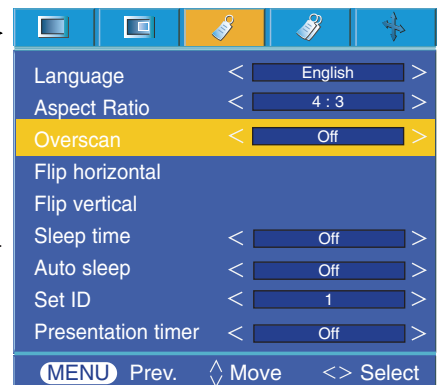 Language < English >
Aspect Ratio < 4 : 3 >
Overscan < Off >
Flip horizontal
Flip vertical
Sleep time < Off >
Auto sleep < Off >
Set ID < 1 >
Presentation timer < Off >
MENU Prev. Move <> Select